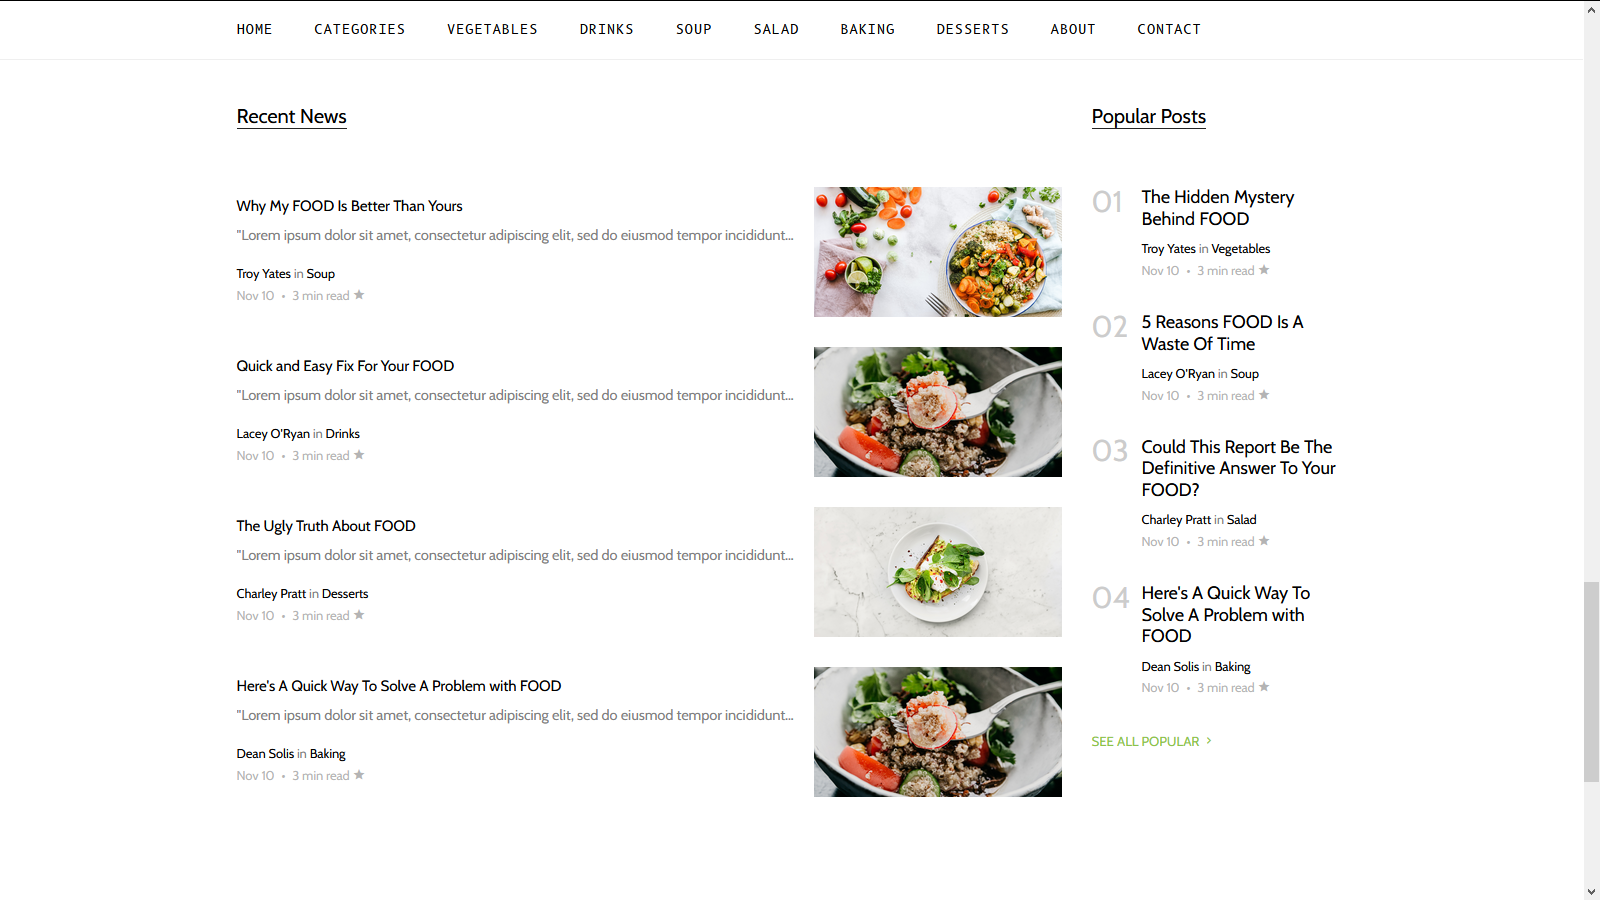 HOME CATEGORIES VEGETABLES DRINKS SOUP SALAD BAKING DESSERTS ABOUT CONTACT
Recent News
Why My FOOD Is Better Than Yours
"Lorem ipsum dolor sit amet, consectetur adipiscing elit, sed do eiusmod tempor incididunt...
Troy Yates in Soup
Nov 10 • 3 min read ★
Quick and Easy Fix For Your FOOD
"Lorem ipsum dolor sit amet, consectetur adipiscing elit, sed do eiusmod tempor incididunt...
Lacey O'Ryan in Drinks
Nov 10 • 3 min read ★
The Ugly Truth About FOOD
"Lorem ipsum dolor sit amet, consectetur adipiscing elit, sed do eiusmod tempor incididunt...
Charley Pratt in Desserts
Nov 10 • 3 min read ★
Here's A Quick Way To Solve A Problem with FOOD
"Lorem ipsum dolor sit amet, consectetur adipiscing elit, sed do eiusmod tempor incididunt...
Dean Solis in Baking
Nov 10 • 3 min read ★
Popular Posts
01 The Hidden Mystery
Behind FOOD
Troy Yates in Vegetables
Nov 10 • 3 min read ★
02 5 Reasons FOOD Is A
Waste Of Time
Lacey O'Ryan in Soup
Nov 10 • 3 min read ★
03 Could This Report Be The
Definitive Answer To Your
FOOD?
Charley Pratt in Salad
Nov 10 • 3 min read ★
04 Here's A Quick Way To
Solve A Problem with
FOOD
Dean Solis in Baking
Nov 10 • 3 min read ★
SEE ALL POPULAR >